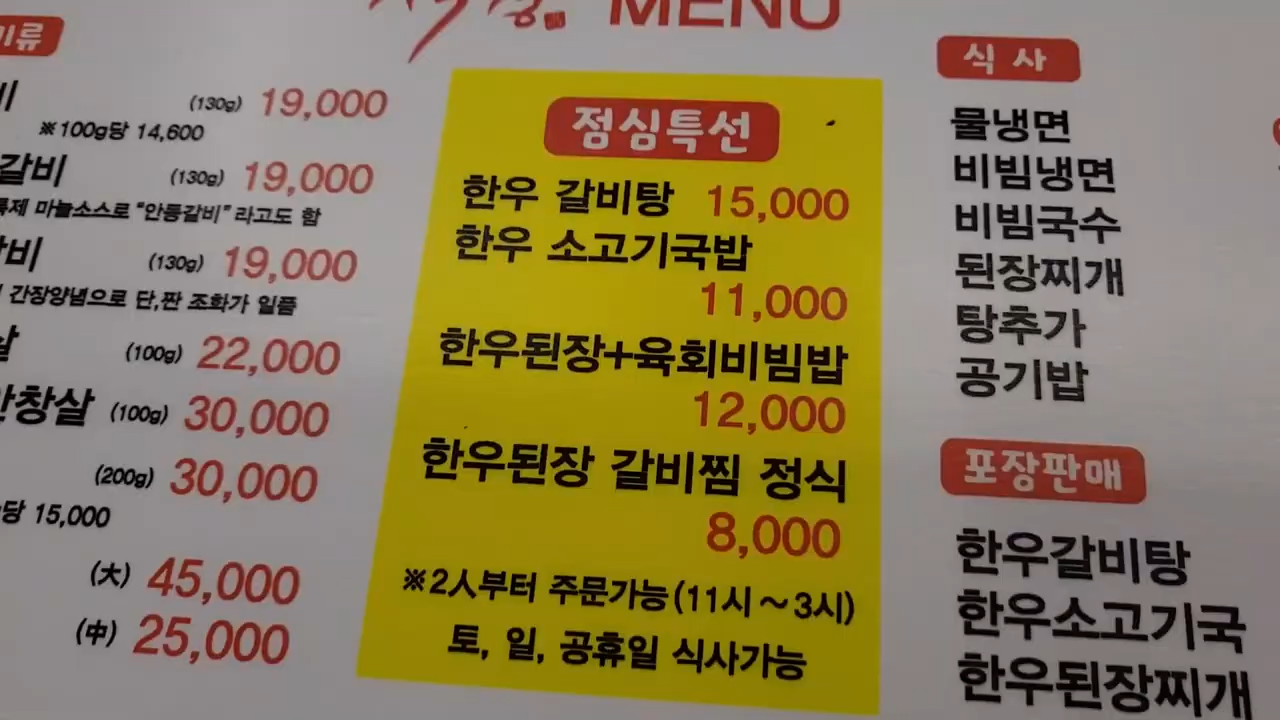 MENU
(130g) 19,000
※100g당 14,600
갈비 (130g) 19,000
마늘소스로 "안동갈비" 라고도 함
(130g) 19,000
간장양념으로 단,짠 조화가 일품
(100g) 22,000
안창살 (100g) 30,000
(200g) 30,000
당 15,000
(大) 45,000
(中) 25,000
점심특선
한우 갈비탕 15,000
한우 소고기국밥
11,000
한우된장+육회비빔밥
12,000
한우된장 갈비찜 정식
8,000
※2人부터 주문가능(11시~3시)
토, 일, 공휴일 식사가능
식사
물냉면
비빔냉면
비빔국수
된장찌개
탕추가
공기밥
포장판매
한우갈비탕
한우소고기국
한우된장찌개